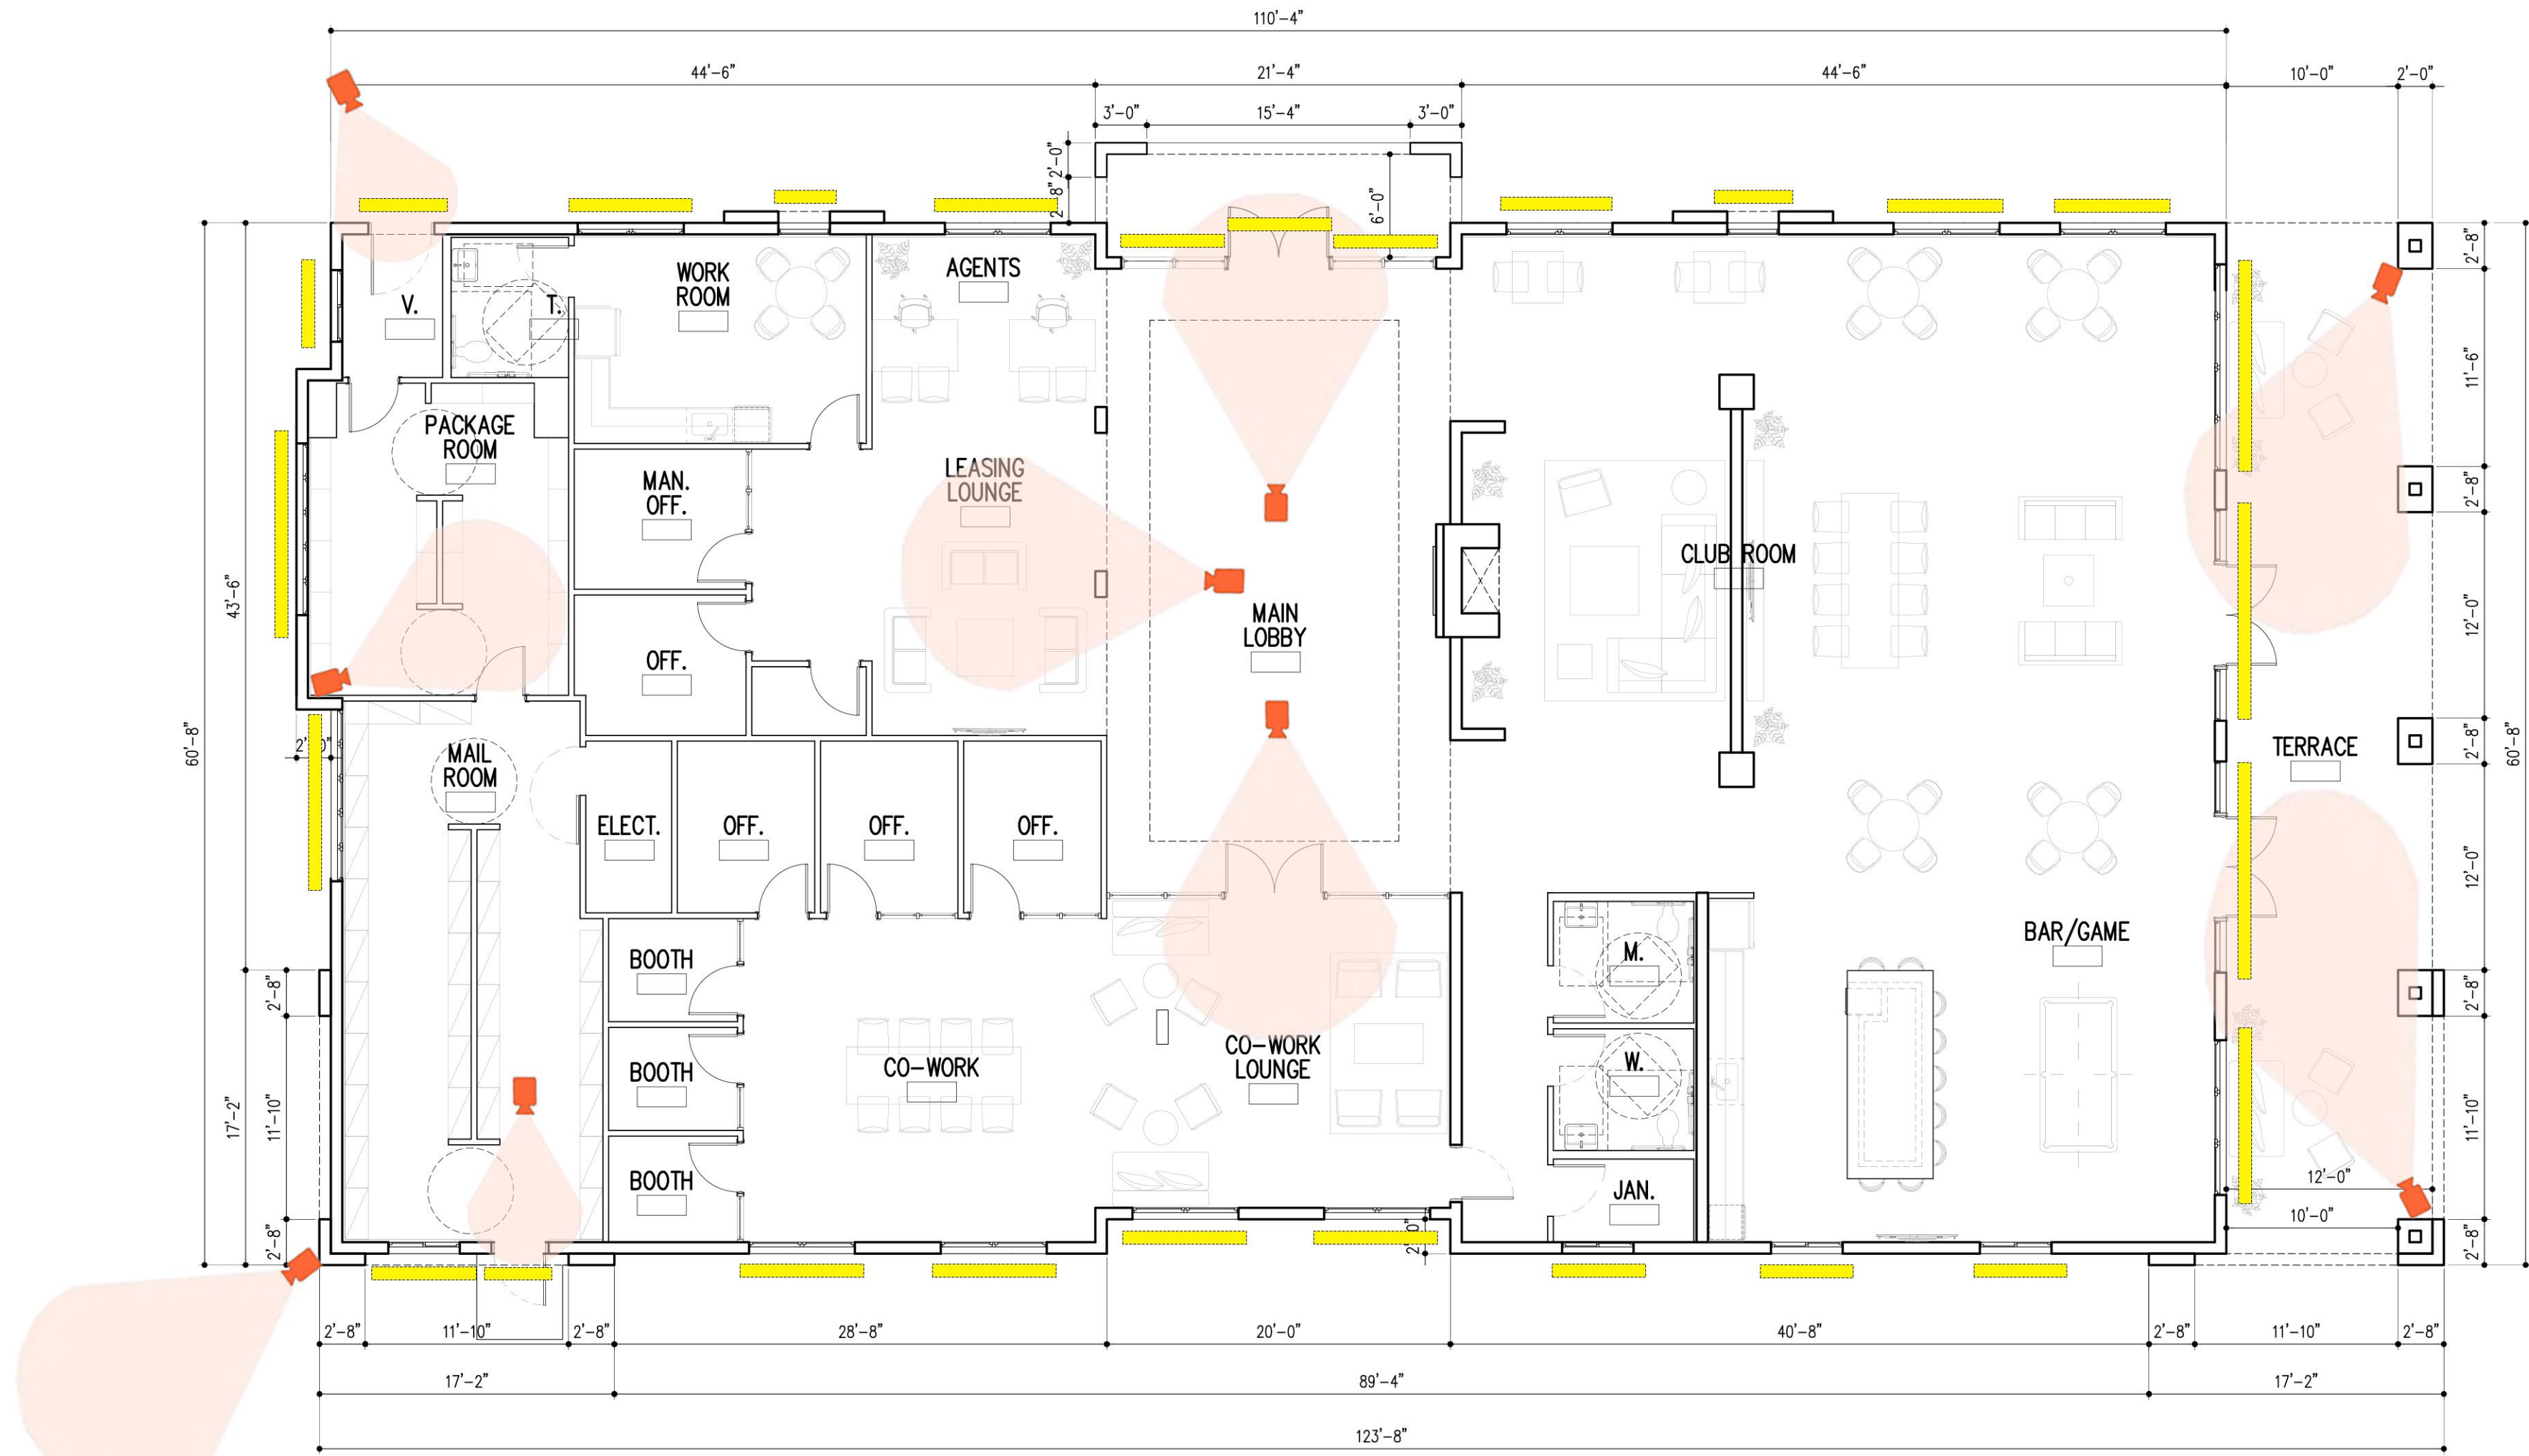 110'-4"
44'-6"
21'-4"
44'-6"
10'-0"
2'-0"
3'-0"
15'-4"
3'-0"
2'-0"
6'-0"
2'-8"
AGENTS
WORK
ROOM
V.
T.
11'-6"
PACKAGE
ROOM
LEASING
LOUNGE
MAN.
OFF.
2'-8"
CLUB ROOM
43'-6"
MAIN
LOBBY
12'-0"
OFF.
60'-8"
MAIL
ROOM
TERRACE
2'-8"
60'-8"
ELECT.
OFF.
OFF.
OFF.
12'-0"
BAR/GAME
BOOTH
M.
2'-8"
2'-8"
CO-WORK
LOUNGE
CO-WORK
W.
BOOTH
17'-2"
11'-10"
11'-10"
BOOTH
JAN.
12'-0"
10'-0"
2'-8"
2'-8"
2'-8"
11'-10"
2'-8"
28'-8"
20'-0"
40'-8"
2'-8"
11'-10"
2'-8"
17'-2"
89'-4"
17'-2"
123'-8"